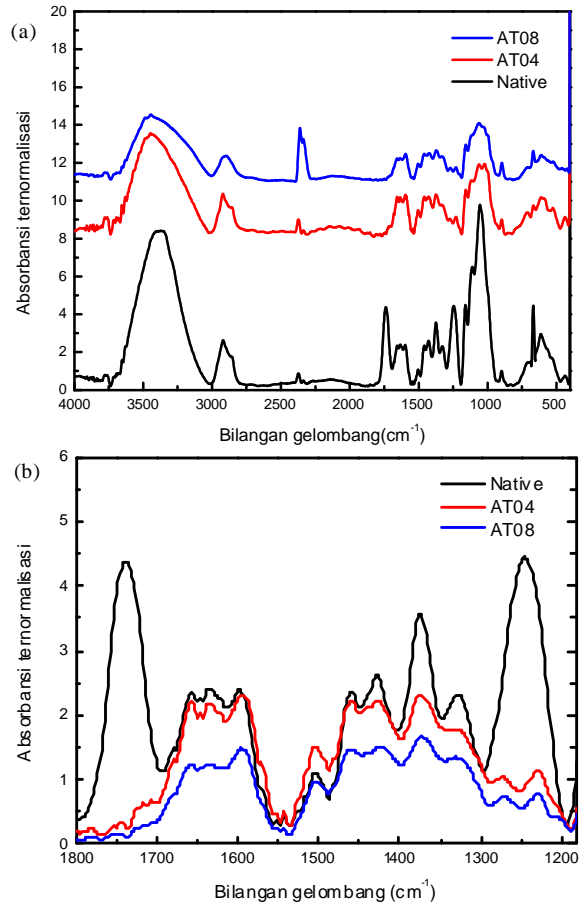 (a)
20
18
16
14
12
10
8
6
4
2
0
Absorbansi ternormalisasi
AT08
AT04
Native
4000 3500 3000 2500 2000 1500 1000 500
Bilangan gelombang(cm⁻¹)
(b)
6
5
4
3
2
1
0
Absorbansi ternormalisasi
Native
AT04
AT08
1800 1700 1600 1500 1400 1300 1200
Bilangan gelombang (cm⁻¹)